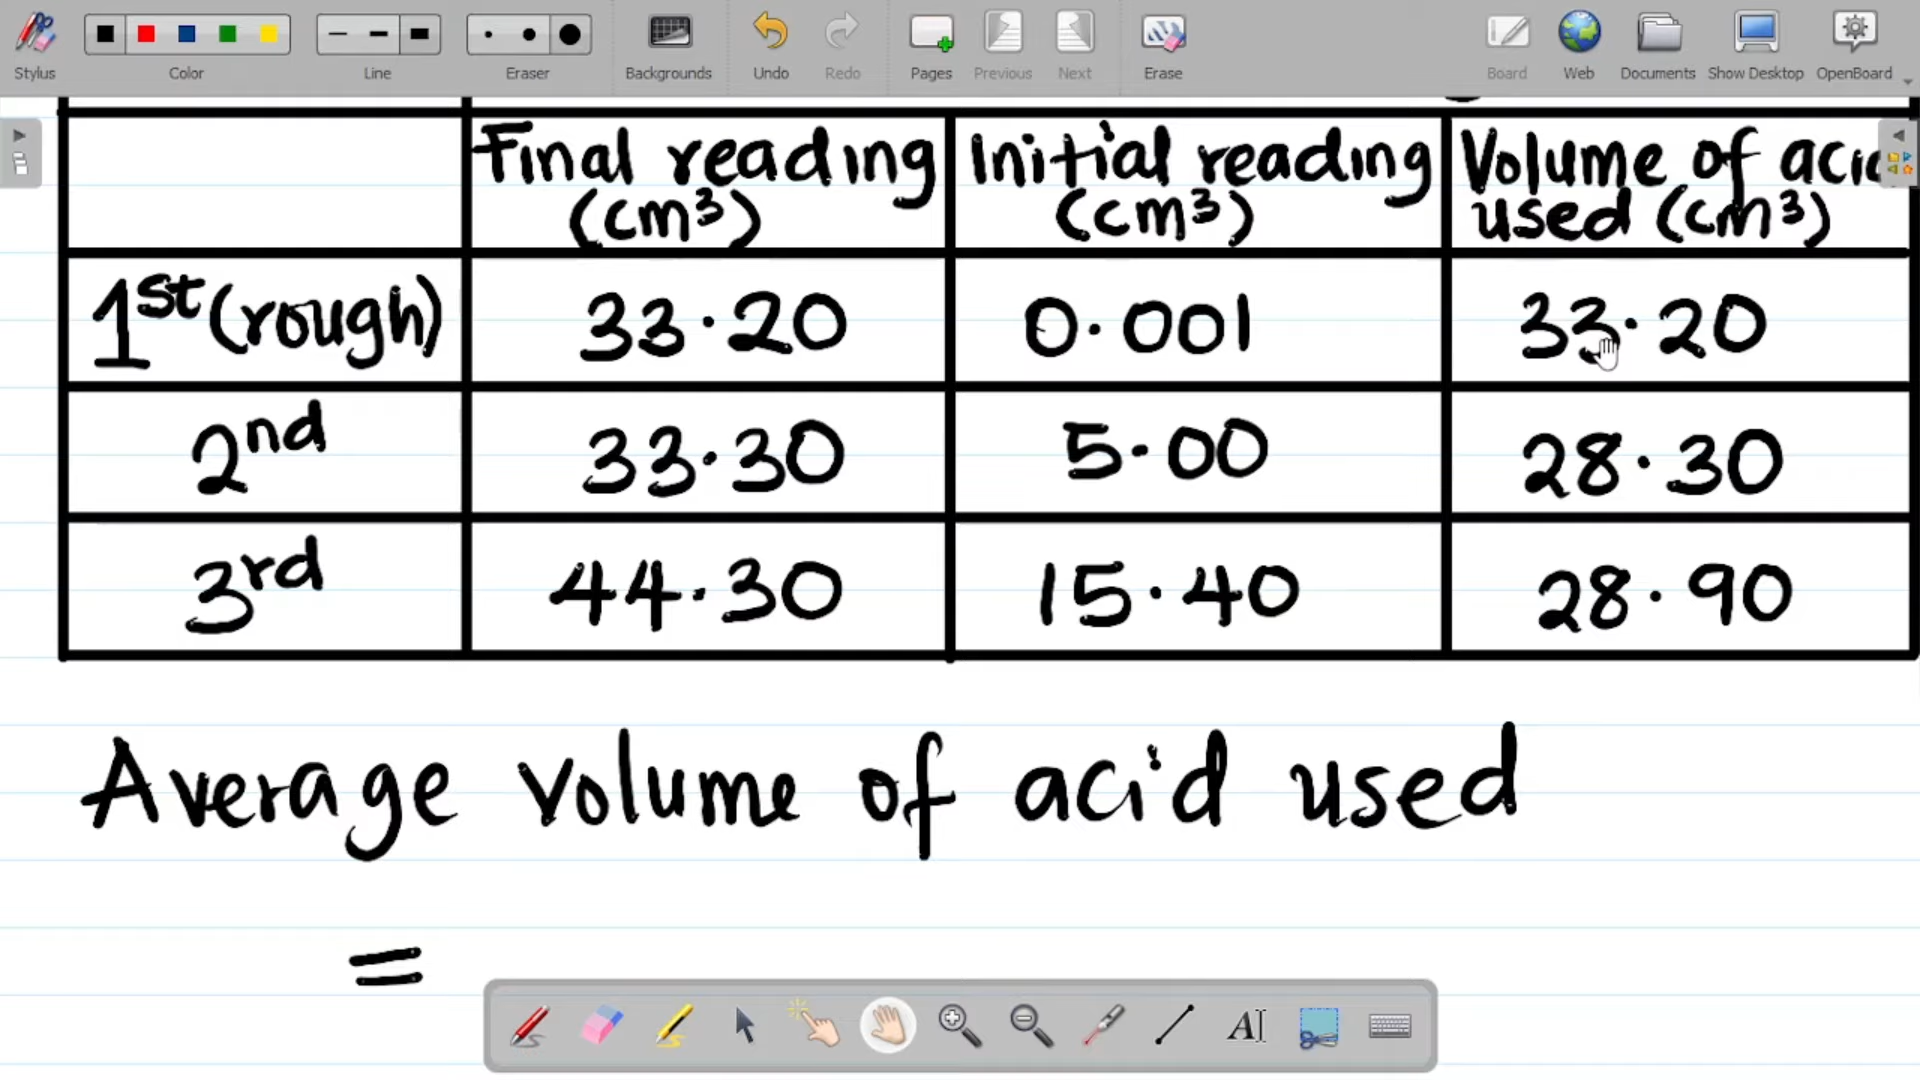 Stylus
Color
Line
Eraser
Backgrounds
Undo
Redo
Pages
Previous
Next
Erase
Board
Web
Documents
Show Desktop
OpenBoard
Final reading (cm³)
Initial reading (cm³)
Volume of acid used (cm³)
1st (rough) 33.20 0.001 33.20
2nd 33.30 5.00 28.30
3rd 44.30 15.40 28.90
Average volume of acid used
=